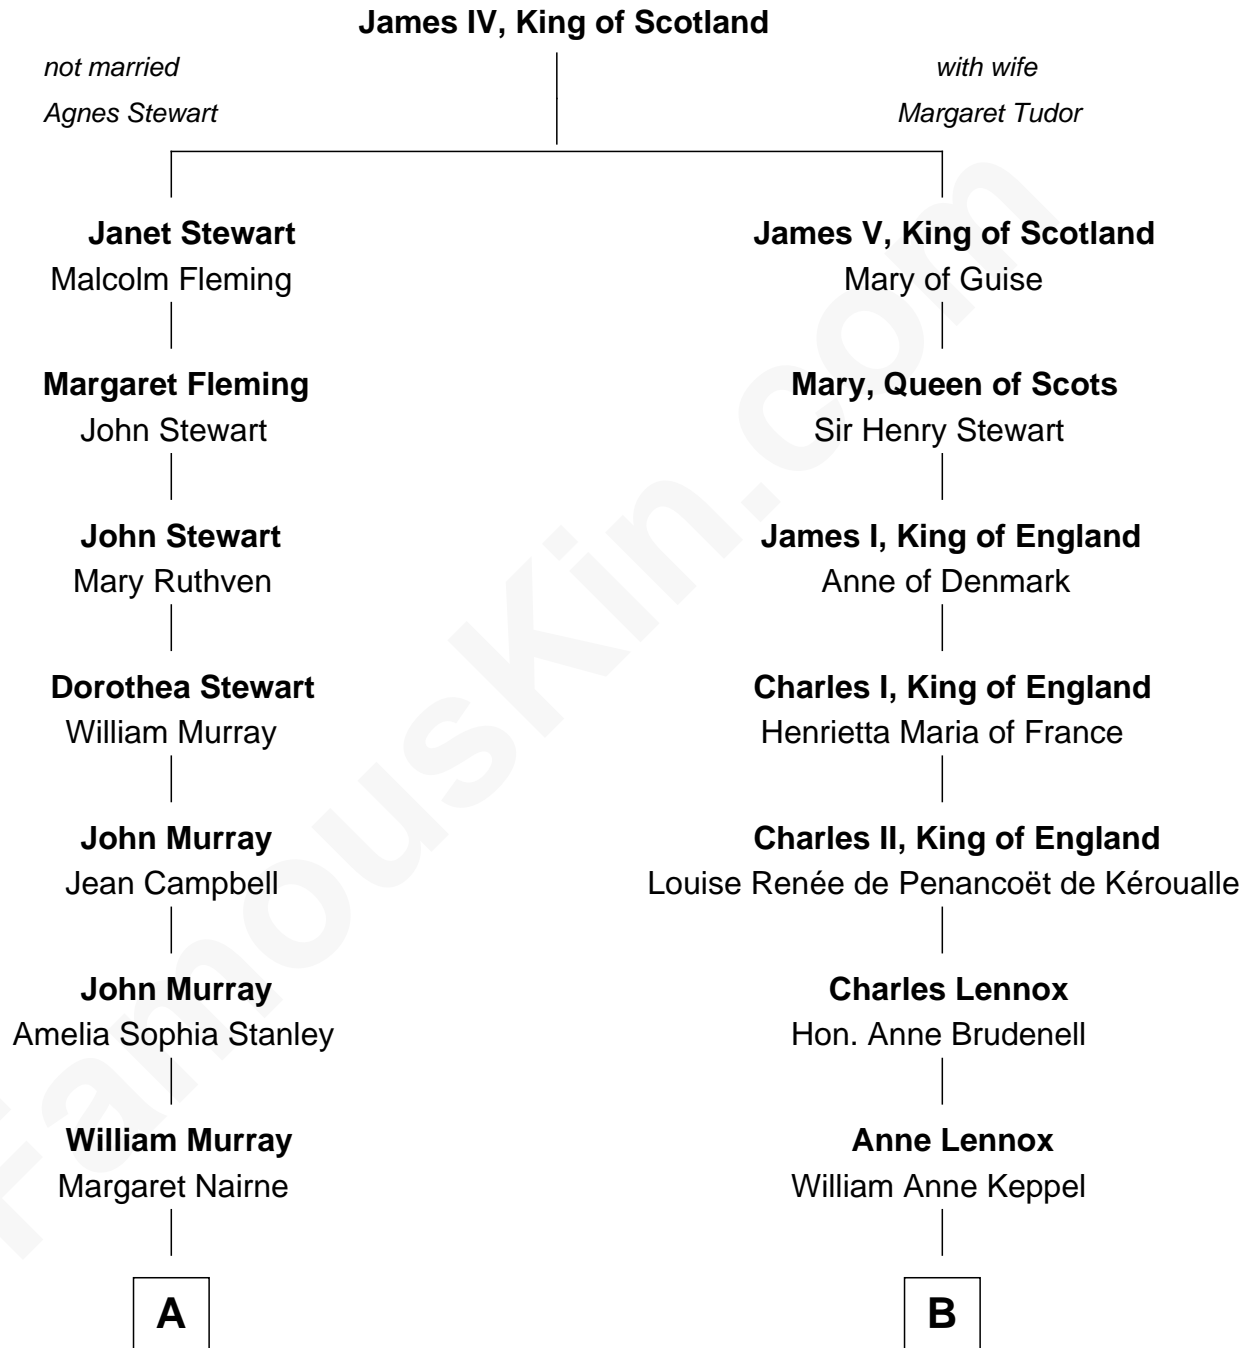 James IV, King of Scotland
not married
Agnes Stewart
with wife
Margaret Tudor
Janet Stewart
Malcolm Fleming
James V, King of Scotland
Mary of Guise
Margaret Fleming
John Stewart
Mary, Queen of Scots
Sir Henry Stewart
John Stewart
Mary Ruthven
James I, King of England
Anne of Denmark
Dorothea Stewart
William Murray
Charles I, King of England
Henrietta Maria of France
John Murray
Jean Campbell
Charles II, King of England
Louise Renée de Penancoët de Kéroualle
John Murray
Amelia Sophia Stanley
Charles Lennox
Hon. Anne Brudenell
William Murray
Margaret Nairne
Anne Lennox
William Anne Keppel
A
B
FamousKin.com